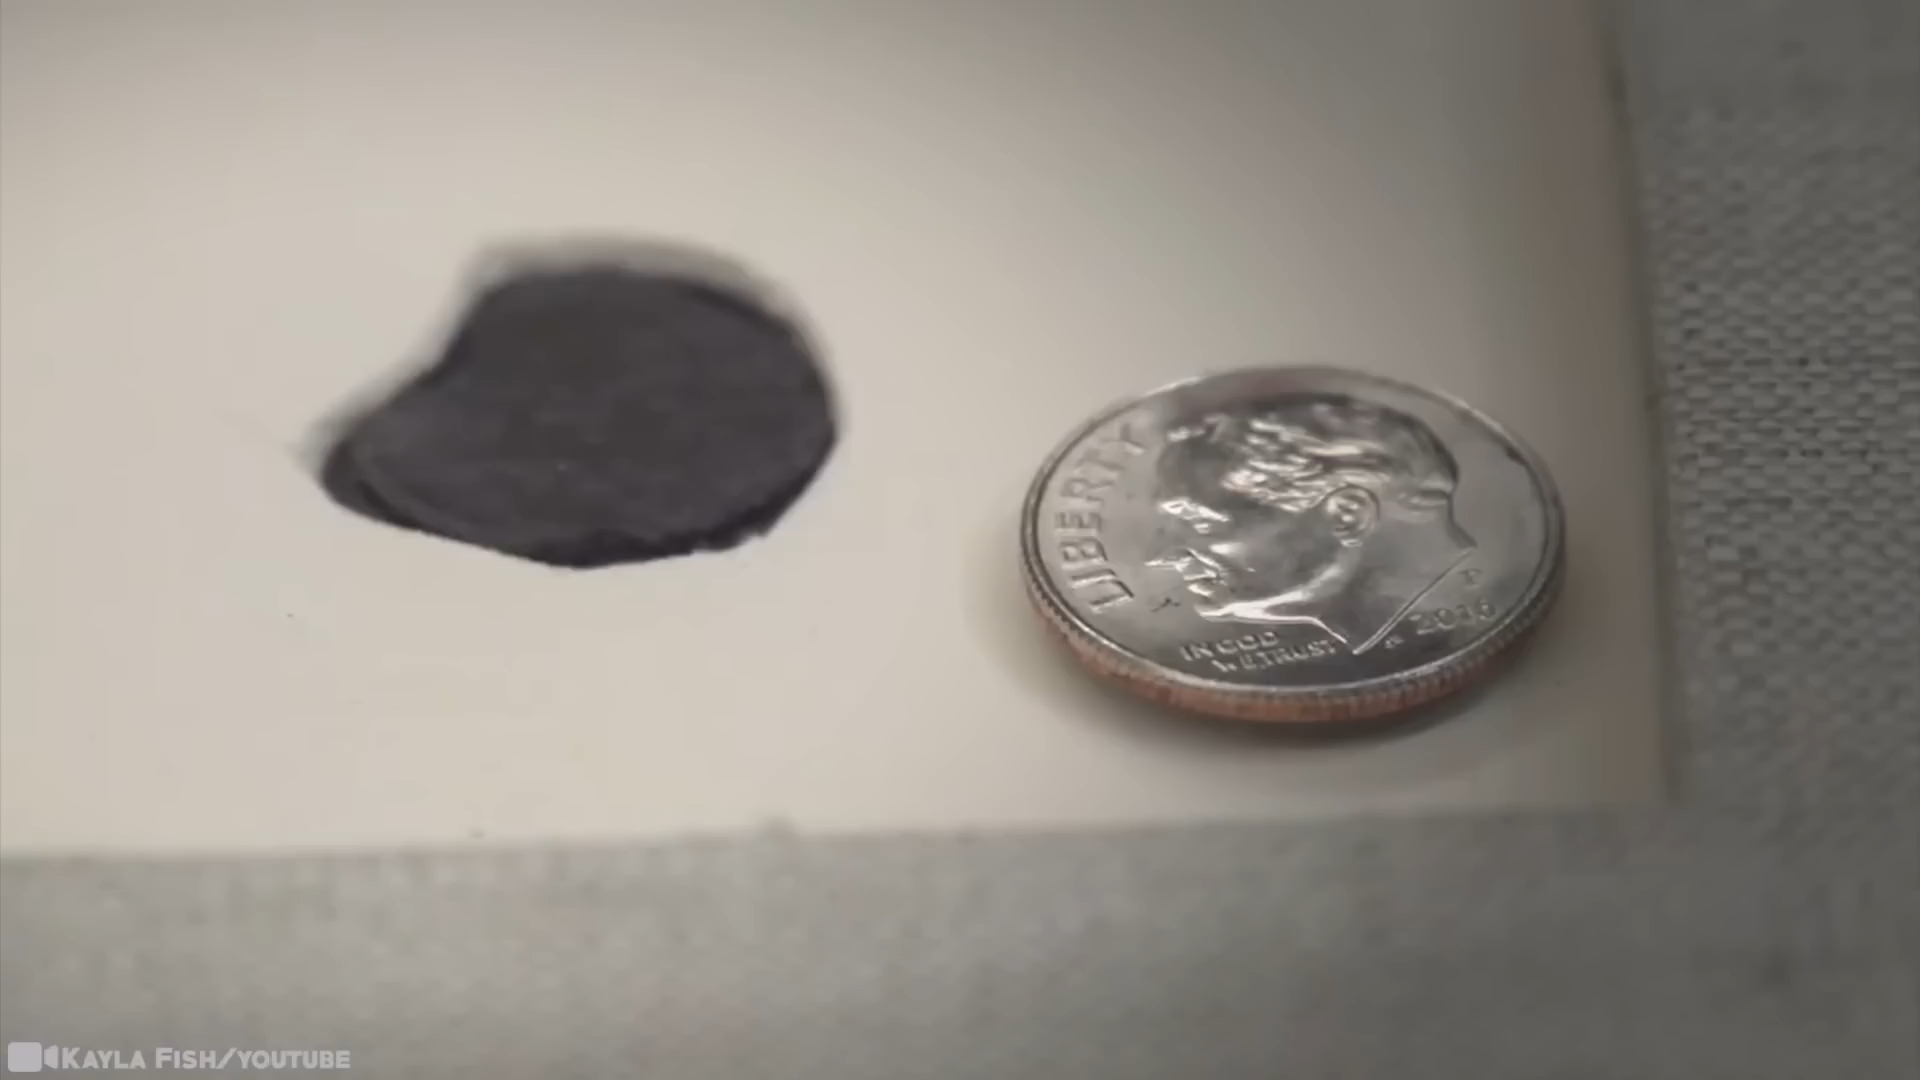 LIBERTY
IN GOD
WE TRUST
P
2016
KAYLA FISH/YOUTUBE